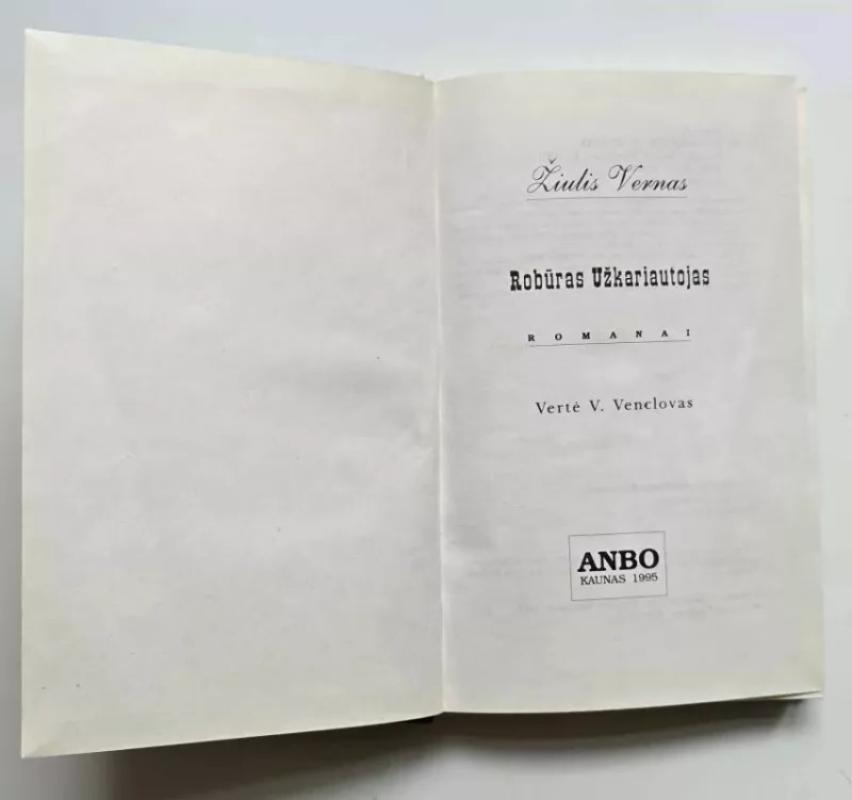 Žiulis Vernas
Robūras Užkariautojas
ROMANAI
Vertė V. Venclovas
ANBO
KAUNAS 1995